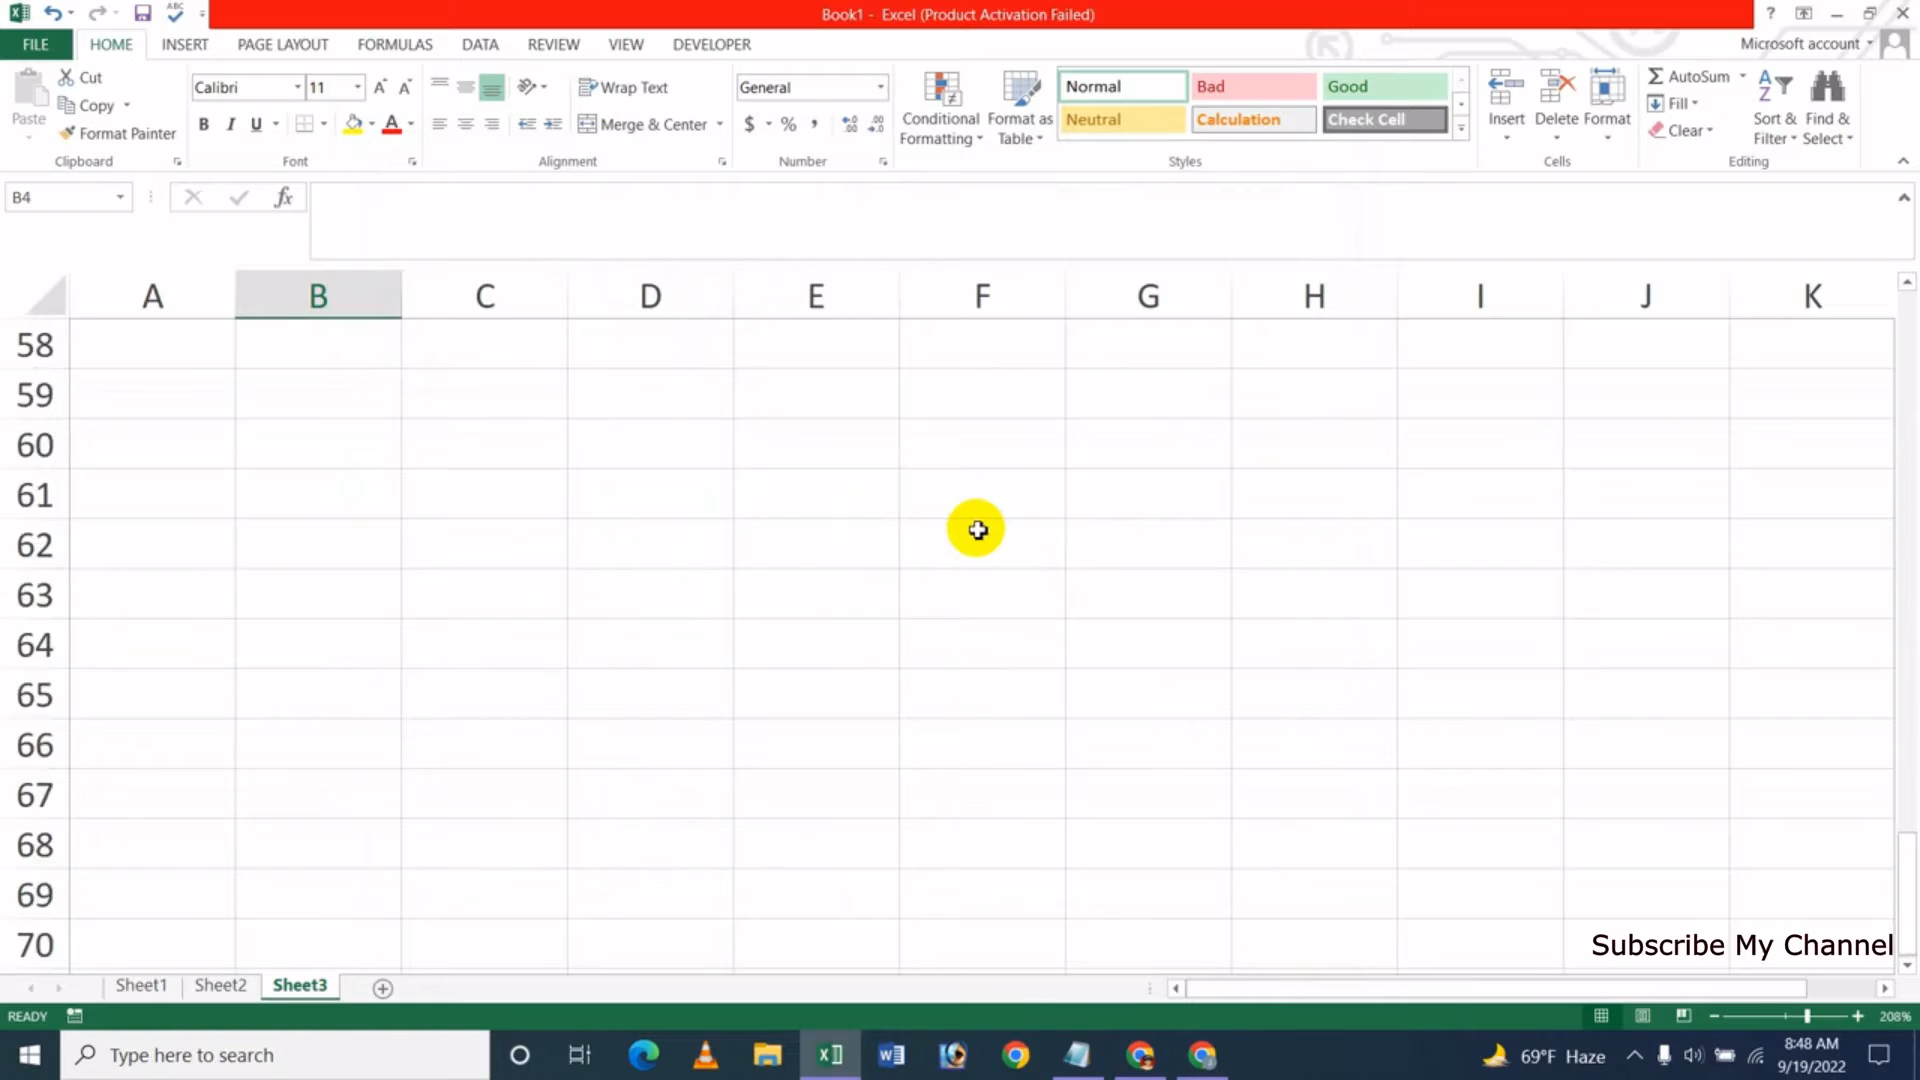 Book1 - Excel (Product Activation Failed)
FILE HOME INSERT PAGE LAYOUT FORMULAS DATA REVIEW VIEW DEVELOPER Microsoft account
Paste
Cut
Copy
Format Painter
Clipboard
Calibri 11
B I U
Font
Wrap Text
Merge & Center
Alignment
General
$ % ,
Number
Conditional Formatting
Format as Table
Normal Bad Good
Neutral Calculation Check Cell
Styles
Insert Delete Format
Cells
AutoSum
Fill
Clear
Sort & Filter
Find & Select
Editing
B4 fx
A B C D E F G H I J K
58
59
60
61
62
63
64
65
66
67
68
69
70
Subscribe My Channel
Sheet1 Sheet2 Sheet3
READY 208%
Type here to search
69°F Haze
8:48 AM
9/19/2022